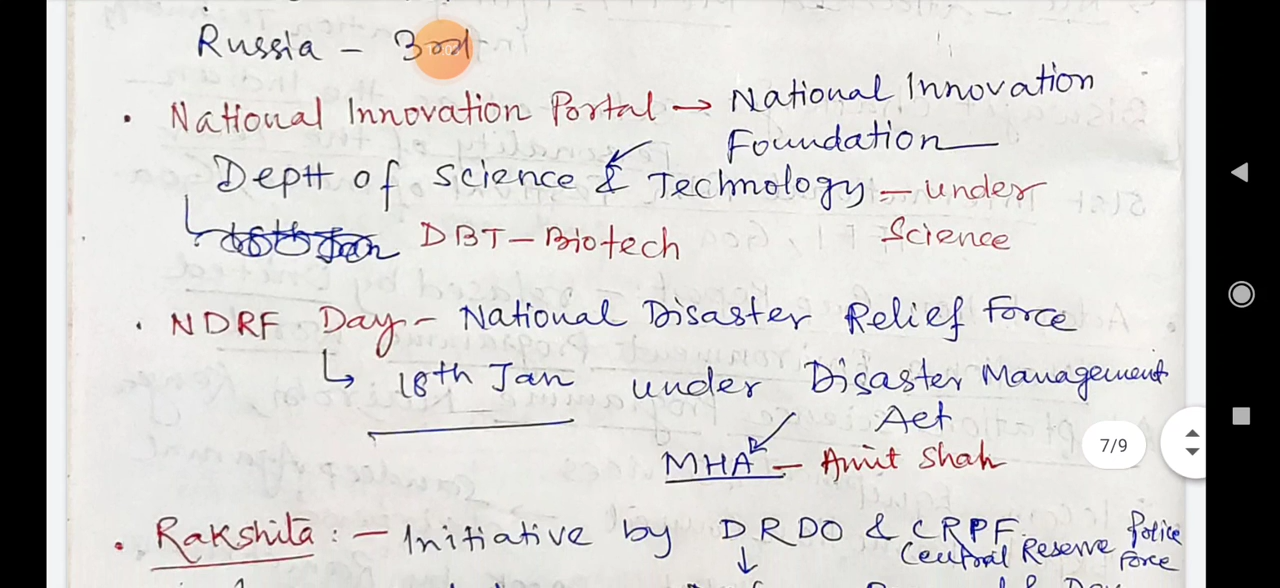 Russia - 3rd
• National Innovation Portal → National Innovation
Foundation
Deptt of Science & Technology - under
Science
DBT - Biotech
• NDRF Day - National Disaster Relief Force
↳ 18th Jan under Disaster Management
Act
7/9
MHA - Amit Shah
• Rakshita : - Initiative by DRDO & CRPF
Central Reserve Police
Force